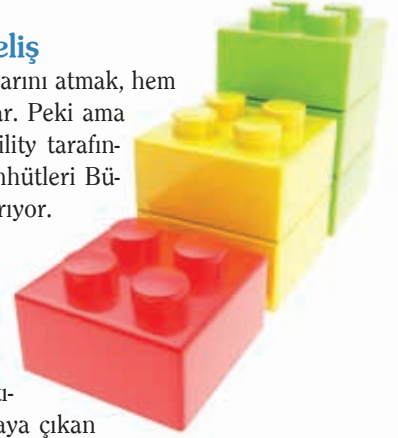 eliş
arını atmak, hem
ar. Peki ama
ility tarafın-
nhütleri Bü-
rıyor.
aya çıkan